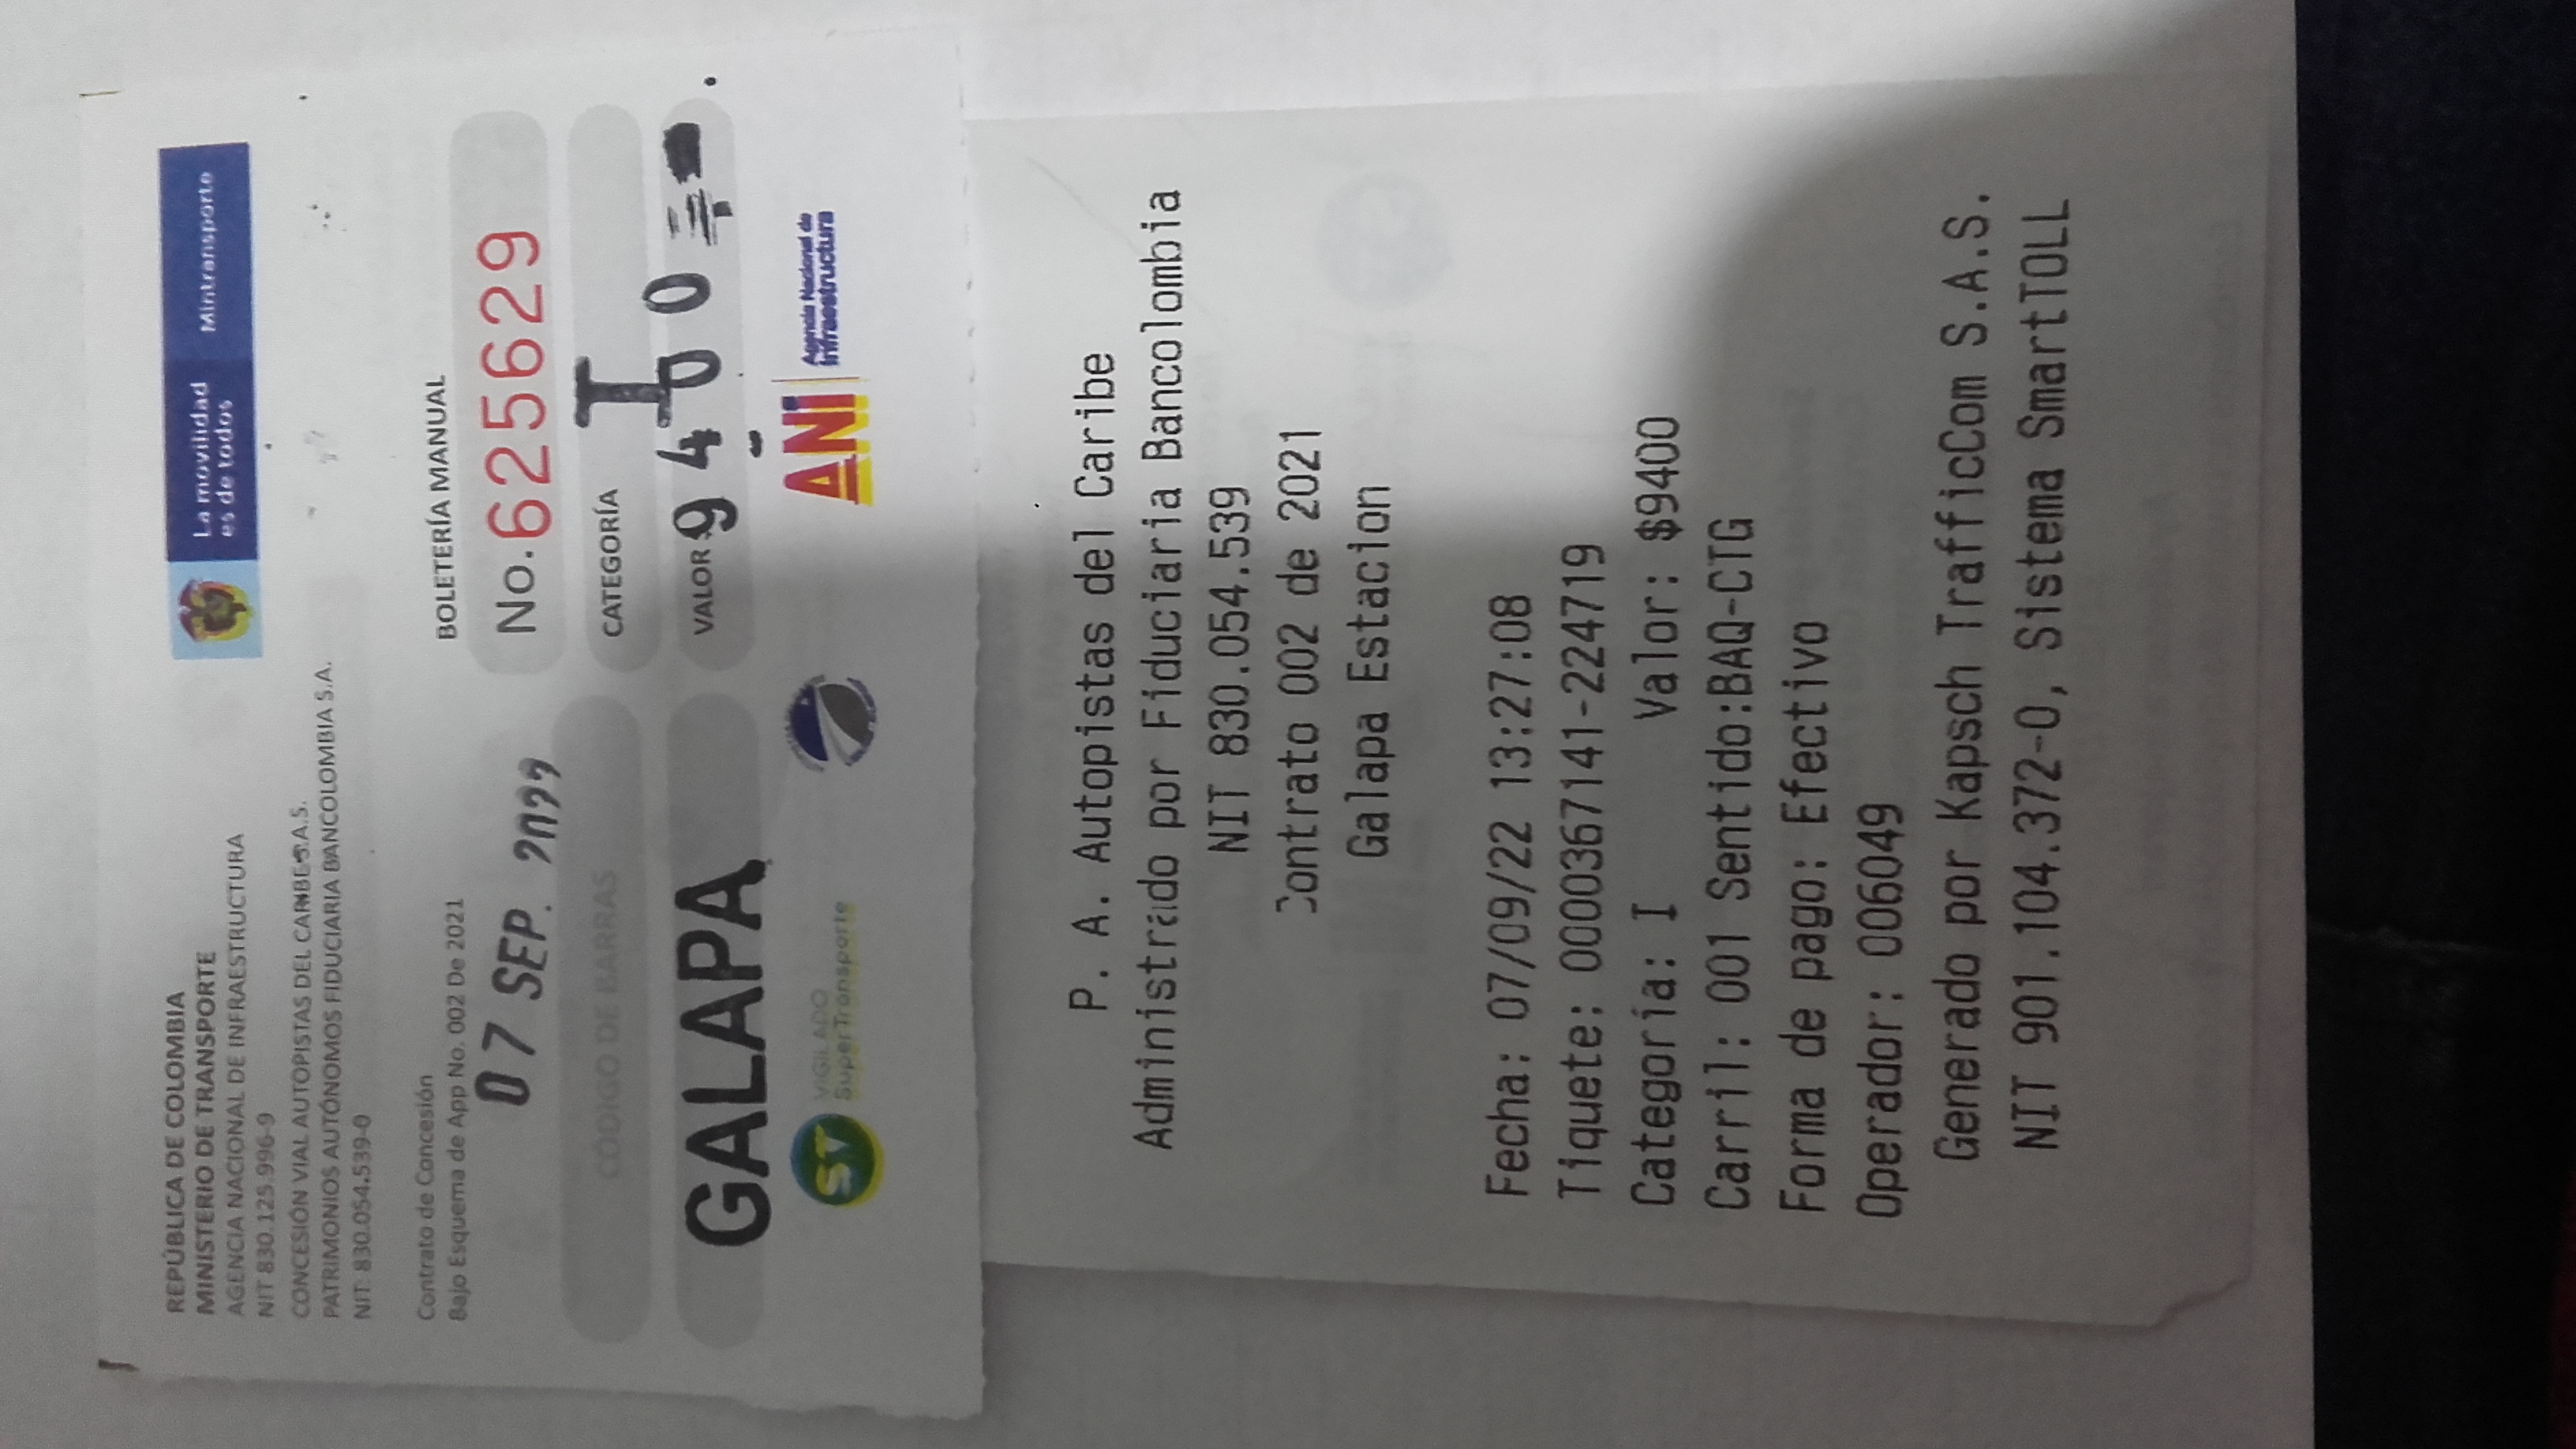 REPÚBLICA DE COLOMBIA
MINISTERIO DE TRANSPORTE
AGENCIA NACIONAL DE INFRAESTRUCTURA
NIT 830.125.996-9
CONCESIÓN VIAL AUTOPISTAS DEL CARIBE S.A.S.
PATRIMONIOS AUTÓNOMOS FIDUCIARIA BANCOLOMBIA S.A.
NIT: 830.054.539-0
La movilidad
es de todos
Mintransporte
Contrato de Concesión
Bajo Esquema de App No. 002 De 2021
07 SEP. 2022
CÓDIGO DE BARRAS
GALAPA
BOLETERÍA MANUAL
No. 625629
CATEGORÍA I
VALOR 9400
ST VIGILADO
SuperTransporte
ANI Agencia Nacional de
Infraestructura
P. A. Autopistas del Caribe
Administrado por Fiduciaria Bancolombia
NIT 830.054.539
Contrato 002 de 2021
Galapa Estacion
Fecha: 07/09/22 13:27:08
Tiquete: 0000367141-224719
Categoría: I Valor: $9400
Carril: 001 Sentido:BAQ-CTG
Forma de pago: Efectivo
Operador: 006049
Generado por Kapsch TrafficCom S.A.S.
NIT 901.104.372-0, Sistema SmartTOLL